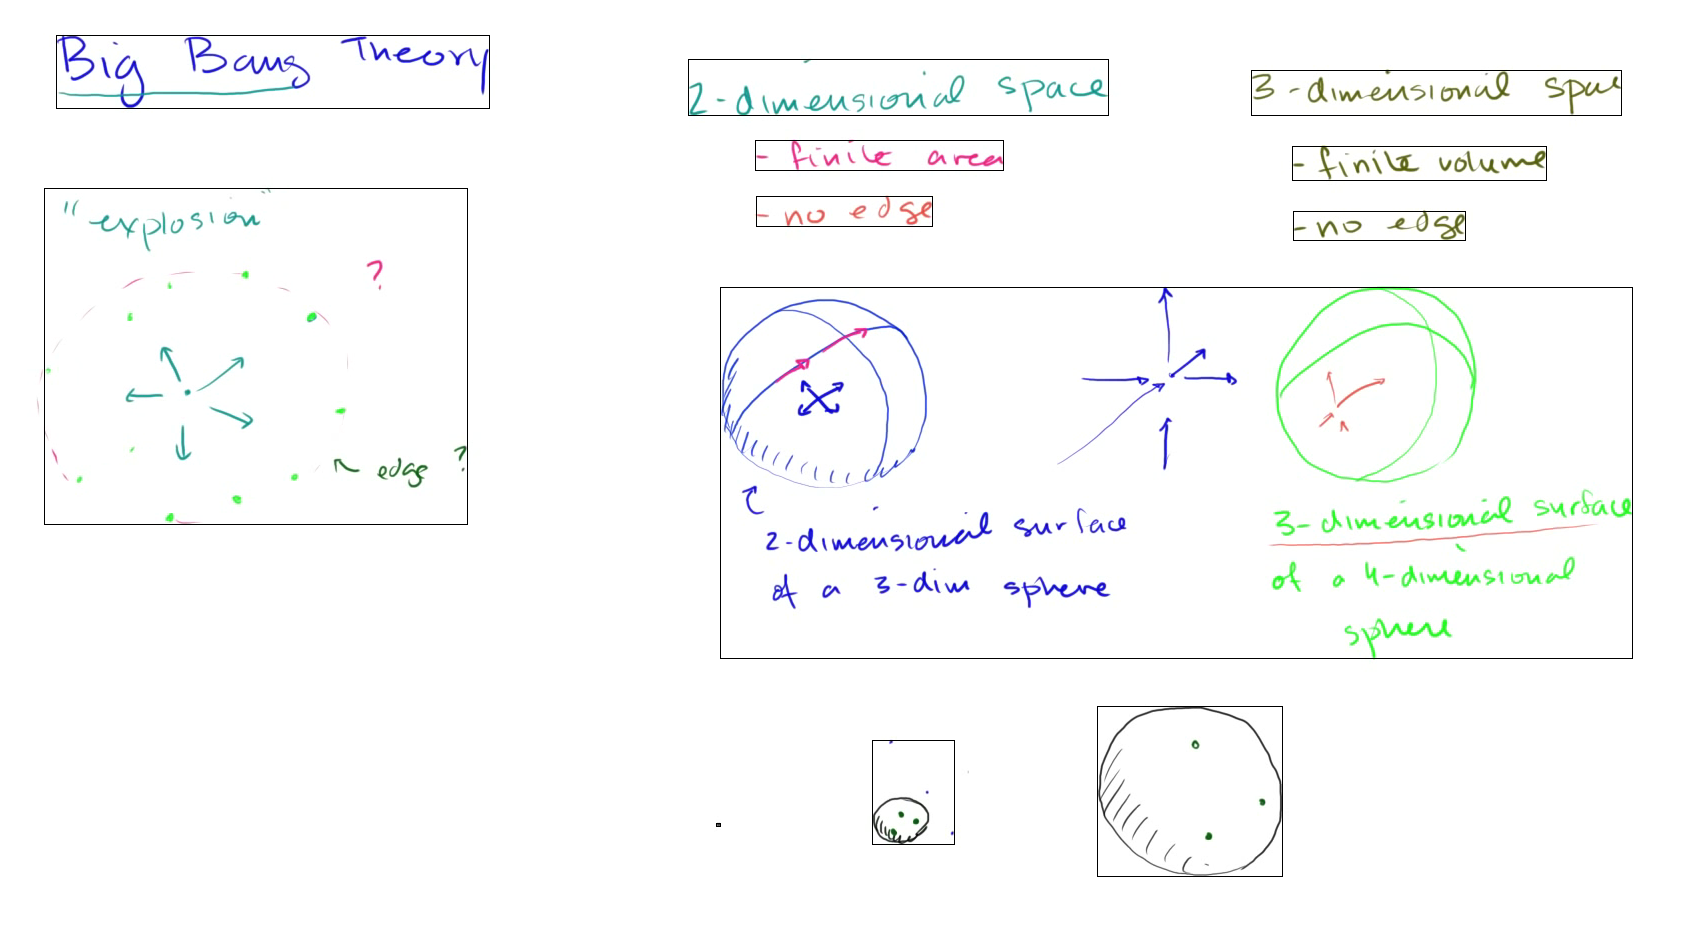 Big Bang Theory
2-dimensional space
- finite area
- no edge
3-dimensional space
- finite volume
- no edge
"explosion"
?
edge ?
2-dimensional surface
of a 3-dim sphere
3-dimensional surface
of a 4-dimensional
sphere